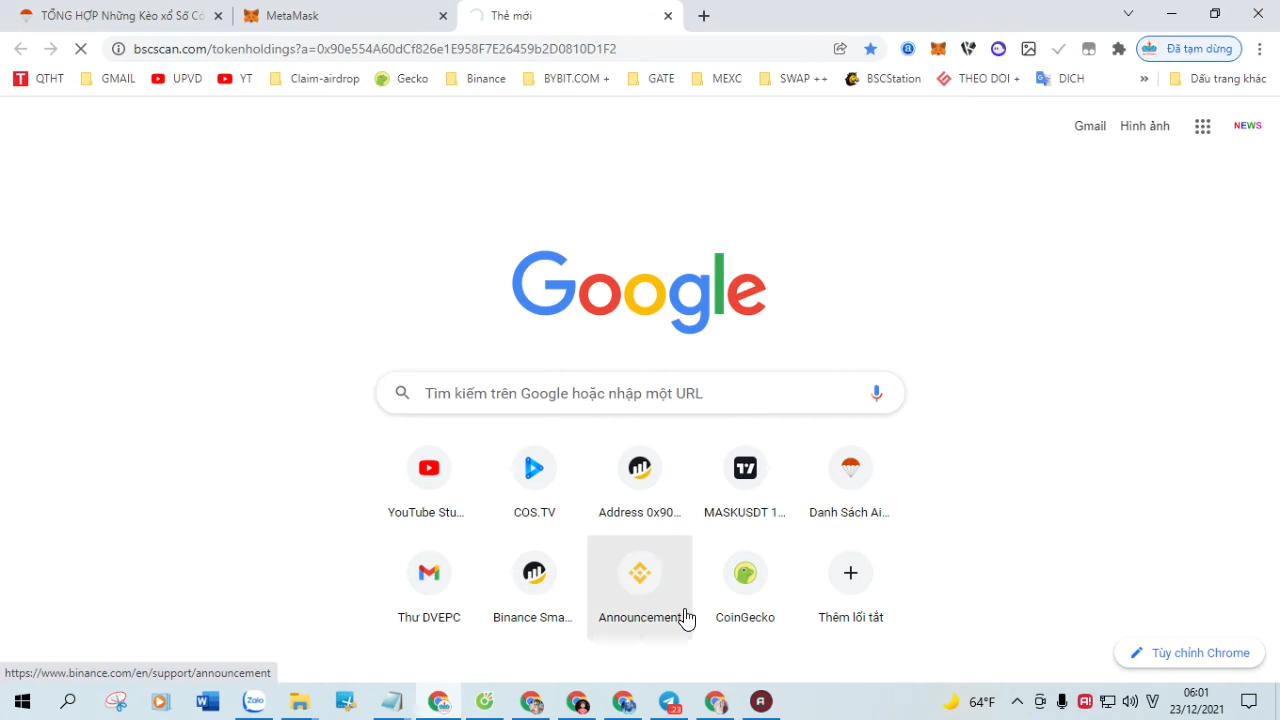 TỔNG HỢP Những Kèo xổ Số Cơ
MetaMask
Thẻ mới
bscscan.com/tokenholdings?a=0x90e554A60dCf826e1E958F7E26459b2D0810D1F2
Đã tạm dừng
QTHT
GMAIL
UPVD
YT
Claim-airdrop
Gecko
Binance
BYBIT.COM +
GATE
MEXC
SWAP ++
BSCStation
THEO DOI +
DICH
»
Dấu trang khác
Gmail
Hình ảnh
NEWS
Google
Tìm kiếm trên Google hoặc nhập một URL
YouTube Stu...
COS.TV
Address 0x90...
MASKUSDT 1...
Danh Sách Ai...
Thư DVEPC
Binance Sma...
Announcement
CoinGecko
Thêm lối tắt
Tùy chỉnh Chrome
https://www.binance.com/en/support/announcement
Zalo
23
64°F
06:01
23/12/2021